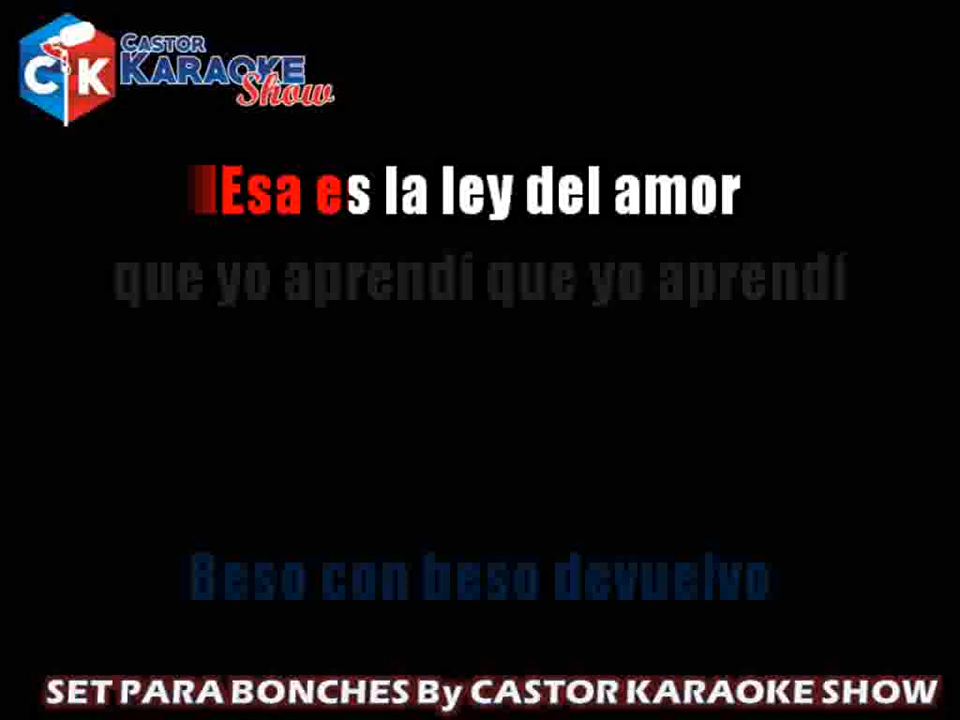 CK CASTOR
KARAOKE
Show
Esa es la ley del amor
que yo aprendí que yo aprendí
Beso con beso devuelvo
SET PARA BONCHES By CASTOR KARAOKE SHOW